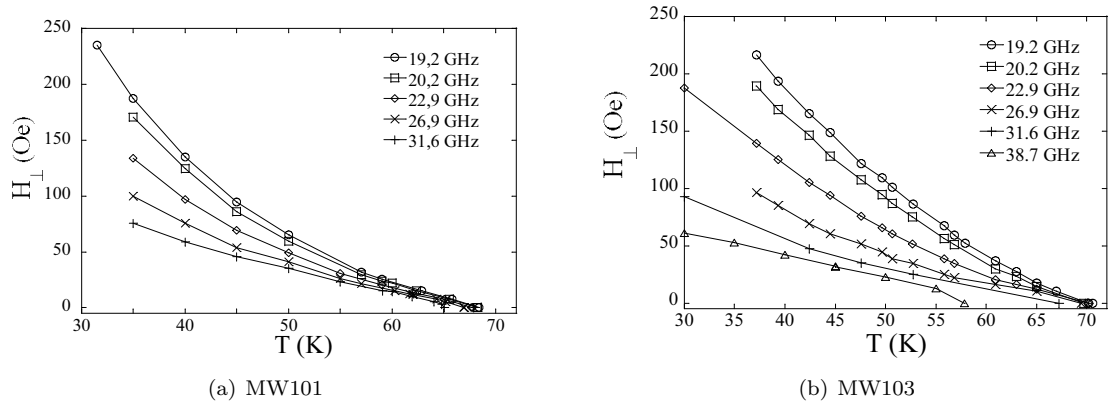 250
200
150
100
50
0
H⊥ (Oe)
30
40
50
60
70
T (K)
19,2 GHz
20,2 GHz
22,9 GHz
26,9 GHz
31,6 GHz
(a) MW101
250
200
150
100
50
0
H⊥ (Oe)
30
35
40
45
50
55
60
65
70
T (K)
19.2 GHz
20.2 GHz
22.9 GHz
26.9 GHz
31.6 GHz
38.7 GHz
(b) MW103